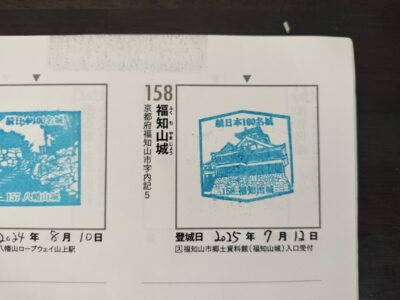 続日本100名城
157 八幡山城
2024年 8月 10日
八幡山ロープウェイ山上駅
158
福知山城
ふくちやまじょう
京都府福知山市字内記5
続日本100名城
158 福知山城
登城日 2025年 7月 12日
福知山市郷土資料館(福知山城)入口受付